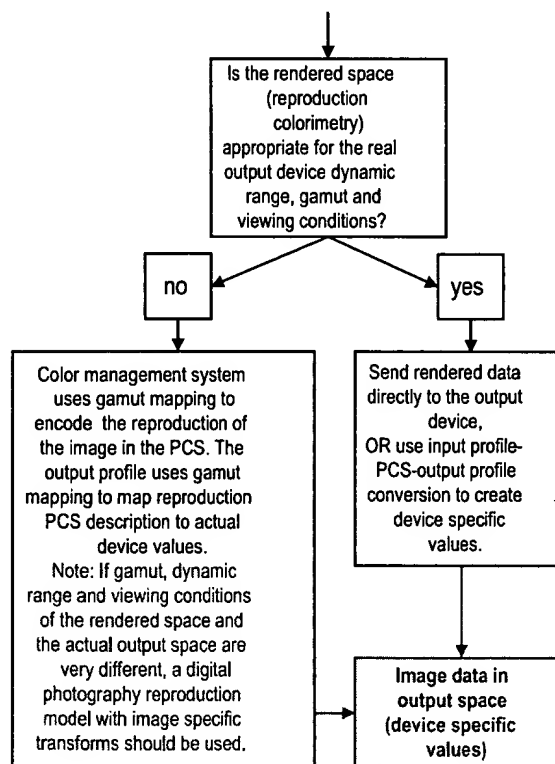 Is the rendered space
(reproduction
colorimetry)
appropriate for the real
output device dynamic
range, gamut and
viewing conditions?
no
yes
Color management system
uses gamut mapping to
encode the reproduction of
the image in the PCS. The
output profile uses gamut
mapping to map reproduction
PCS description to actual
device values.
Note: If gamut, dynamic
range and viewing conditions
of the rendered space and
the actual output space are
very different, a digital
photography reproduction
model with image specific
transforms should be used.
Send rendered data
directly to the output
device,
OR use input profile-
PCS-output profile
conversion to create
device specific
values.
Image data in
output space
(device specific
values)